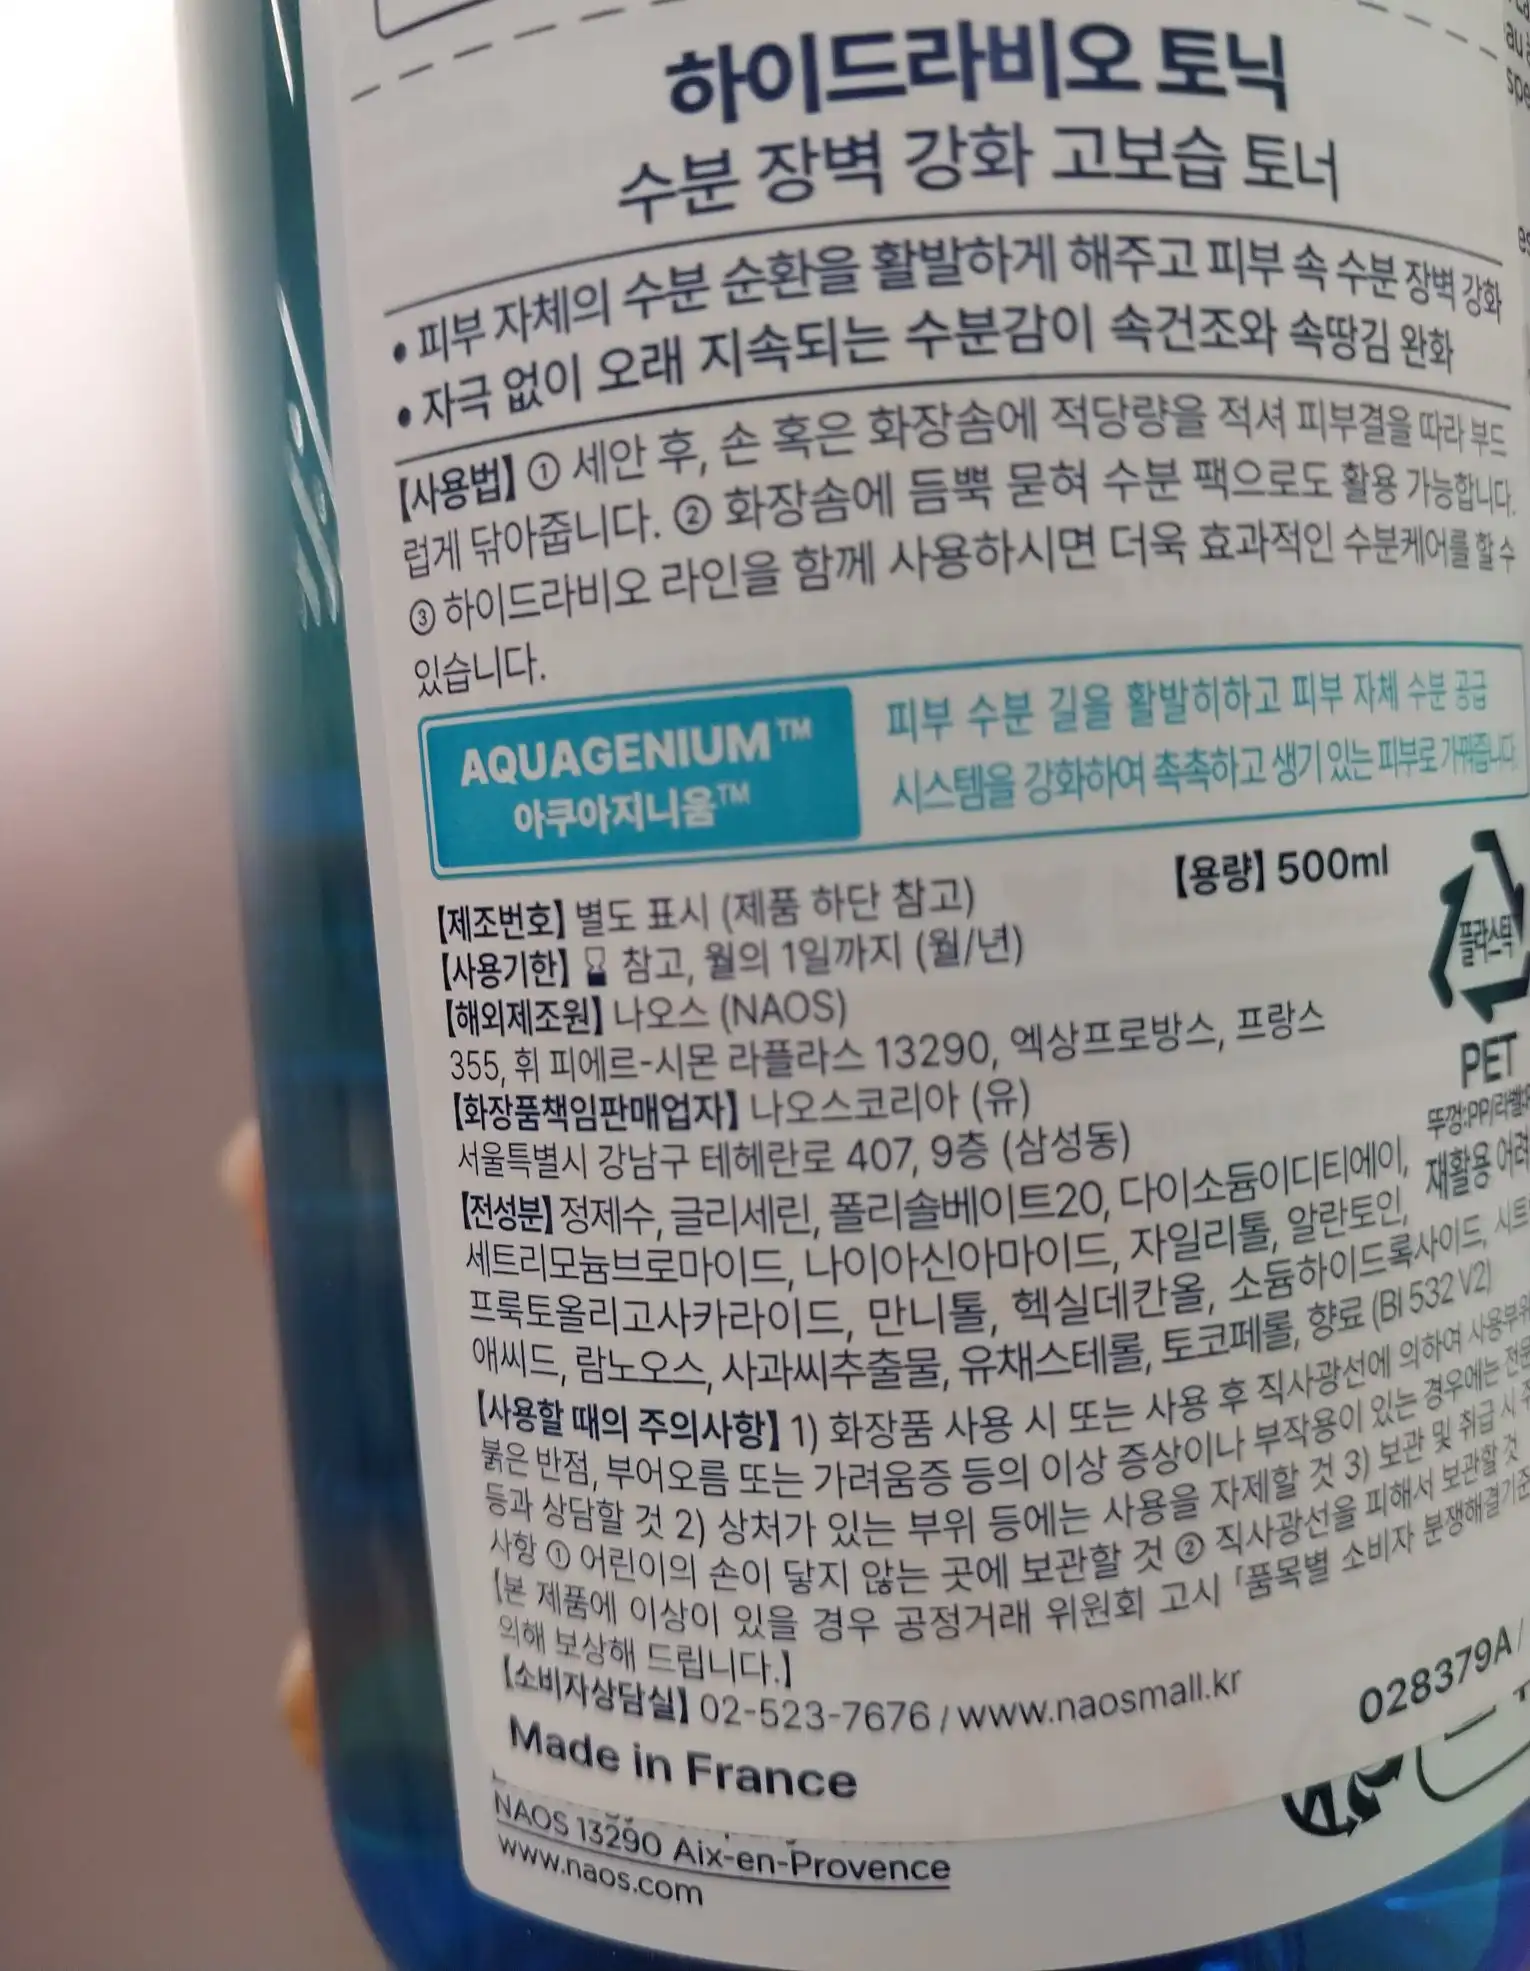 하이드라비오 토닉
수분 장벽 강화 고보습 토너
• 피부 자체의 수분 순환을 활발하게 해주고 피부 속 수분 장벽 강화
• 자극 없이 오래 지속되는 수분감이 속건조와 속땅김 완화
【사용법】 ① 세안 후, 손 혹은 화장솜에 적당량을 적셔 피부결을 따라 부드
럽게 닦아줍니다. ② 화장솜에 듬뿍 묻혀 수분 팩으로도 활용 가능합니다.
③ 하이드라비오 라인을 함께 사용하시면 더욱 효과적인 수분케어를 할 수
있습니다.
AQUAGENIUM™
아쿠아지니움™
피부 수분 길을 활발히하고 피부 자체 수분 공급
시스템을 강화하여 촉촉하고 생기 있는 피부로 가꿔줍니다.
【용량】 500ml
【제조번호】 별도 표시 (제품 하단 참고)
【사용기한】 참고, 월의 1일까지 (월/년)
【해외제조원】 나오스 (NAOS)
355, 휘 피에르-시몬 라플라스 13290, 엑상프로방스, 프랑스
【화장품책임판매업자】 나오스코리아 (유)
서울특별시 강남구 테헤란로 407, 9층 (삼성동)
플라스틱
PET
뚜껑:PP/라벨
재활용 어려
【전성분】 정제수, 글리세린, 폴리솔베이트20, 다이소듐이디티에이,
세트리모늄브로마이드, 나이아신아마이드, 자일리톨, 알란토인,
프룩토올리고사카라이드, 만니톨, 헥실데칸올, 소듐하이드록사이드, 시트
애씨드, 람노오스, 사과씨추출물, 유채스테롤, 토코페롤, 향료 (BI 532 V2)
【사용할 때의 주의사항】 1) 화장품 사용 시 또는 사용 후 직사광선에 의하여 사용부위
붉은 반점, 부어오름 또는 가려움증 등의 이상 증상이나 부작용이 있는 경우에는 전문
등과 상담할 것 2) 상처가 있는 부위 등에는 사용을 자제할 것 3) 보관 및 취급 시 주
사항 ① 어린이의 손이 닿지 않는 곳에 보관할 것 ② 직사광선을 피해서 보관할 것
【본 제품에 이상이 있을 경우 공정거래 위원회 고시 「품목별 소비자 분쟁해결기준
의해 보상해 드립니다.】
【소비자상담실】 02-523-7676 / www.naosmall.kr
028379A /
Made in France
NAOS 13290 Aix-en-Provence
www.naos.com